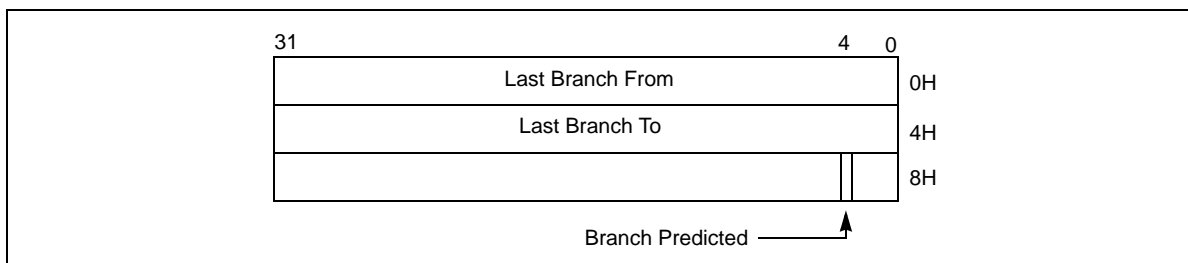 31 4 0
Last Branch From 0H
Last Branch To 4H
8H
Branch Predicted